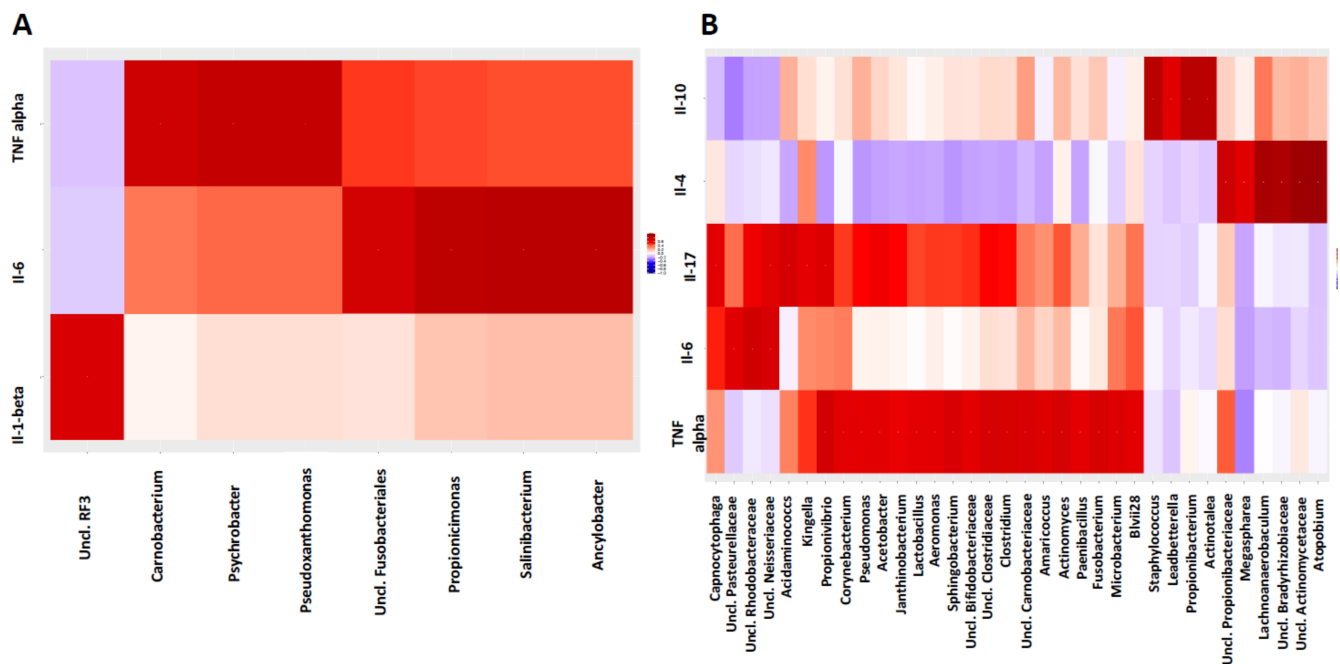 A
TNF alpha
Il-6
Il-1-beta
Uncl. RF3
Carnobacterium
Psychrobacter
Pseudoxanthomonas
Uncl. Fusobacteriales
Propionicimonas
Salinibacterium
Ancylobacter
B
Il-10
Il-4
Il-17
Il-6
TNF
alpha
Capnocytophaga
Uncl. Pasteurellaceae
Uncl. Rhodobacteraceae
Uncl. Neisseriaceae
Acidaminococcs
Kingella
Propionivibrio
Corynebacterium
Pseudomonas
Acetobacter
Janthinobacterium
Lactobacillus
Aeromonas
Sphingobacterium
Uncl. Bifidobacteriaceae
Uncl. Clostridiaceae
Clostridium
Uncl. Carnobacteriaceae
Amaricoccus
Actinomyces
Paenibacillus
Fusobacterium
Microbacterium
Blvii28
Staphylococcus
Leadbetterella
Propionibacterium
Actinotalea
Uncl. Propionibacteriaceae
Megaspharea
Lachnoanaerobaculum
Uncl. Bradyrhizobiaceae
Uncl. Actinomycetaceae
Atopobium